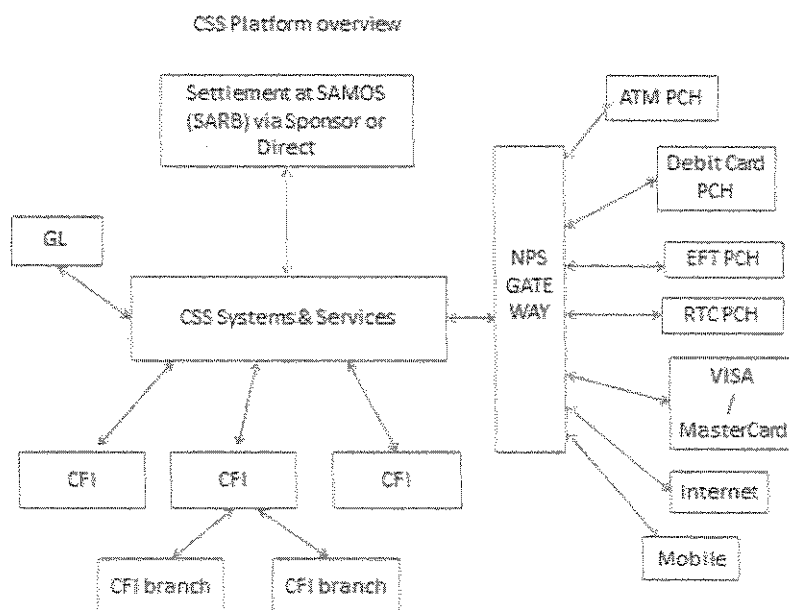 CSS Platform overview
Settlement at SAMOS
(SARB) via Sponsor or
Direct
ATM PCH
Debit Card
PCH
GL
NPS
GATE
WAY
EFT PCH
CSS Systems & Services
RTC PCH
VISA
/
MasterCard
CFI
CFI
CFI
Internet
Mobile
CFI branch
CFI branch